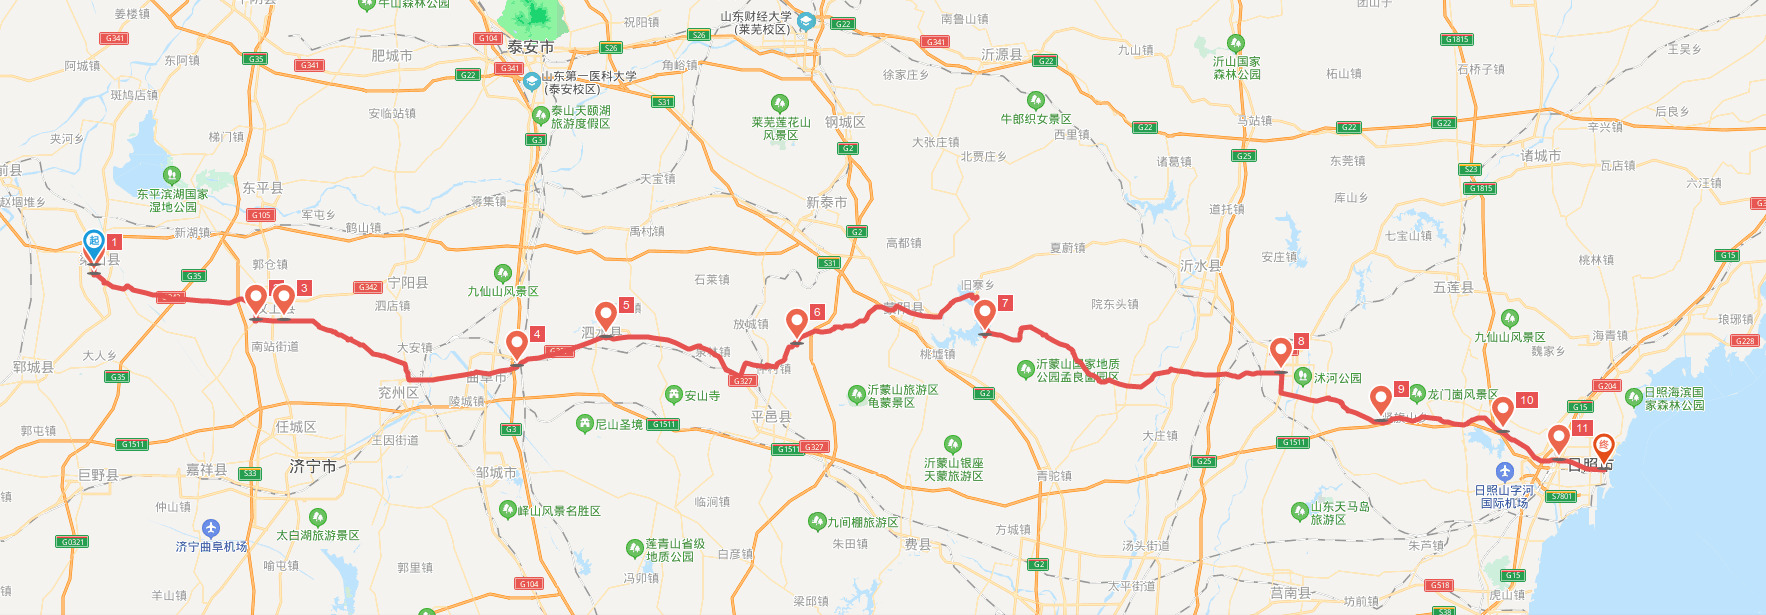 姜楼镇
牛山森林公园
祝阳镇
山东财经大学
(莱芜校区)
G22
南鲁山镇
团山子
G341
G104
泰安市
S26
S26
G341
沂源县
九山镇
沂山国家
森林公园
G1815
王吴乡
阿城镇
东阿镇
G35
G341
肥城市
G22
G341
山东第一医科大学
(泰安校区)
角峪镇
徐家庄乡
G22
柘山镇
石桥子镇
斑鸠店镇
安临站镇
泰山天颐湖
旅游度假区
S31
莱芜莲花山
风景区
钢城区
牛郎织女景区
西里镇
G22
马站镇
G22
G22
辛兴镇
后良乡
夹河乡
梯门镇
G3
G2
大张庄镇
北贾庄乡
诸葛镇
G25
东莞镇
诸城市
瓦店镇
前县
东平滨湖国家
湿地公园
东平县
天宝镇
S23
G1815
六汪镇
赵堌堆乡
G105
军屯乡
蒋集镇
新泰市
道托镇
库山乡
新湖镇
鹤山镇
禹村镇
G2
高都镇
夏蔚镇
七宝山镇
起
1
郭仓镇
S31
沂水县
安庄镇
桃林镇
G15
G35
宁阳县
九仙山风景区
石莱镇
旧寨乡
五莲县
3
G342
泗店镇
5
放城镇
6
蒙阴县
7
院东头镇
琅琊镇
南站街道
4
泗水县
九仙山风景区
海青镇
G228
大人乡
大安镇
泉林镇
桃墟镇
沂蒙山国家地质
公园孟良崮园区
8
魏家乡
郓城县
G35
曲阜市
G327
沂蒙山旅游区
龟蒙景区
G2
沭河公园
9
龙门崮风景区
G204
日照海滨国
家森林公园
兖州区
陵城镇
安山寺
10
G15
郭屯镇
G1511
任城区
王因街道
G3
尼山圣境
G1511
平邑县
G1511
G327
大庄镇
G1511
11
终
巨野县
嘉祥县
S33
济宁市
邹城市
沂蒙山银座
天蒙旅游区
青驼镇
G25
日照站
日照山字河
国际机场
S7801
仲山镇
峄山风景名胜区
临涧镇
山东天马岛
旅游区
太白湖旅游景区
济宁曲阜机场
九间棚旅游区
方城镇
G0321
莲青山省级
地质公园
白彦镇
朱田镇
费县
汤头街道
朱芦镇
喻屯镇
郭里镇
G104
冯卯镇
G2
太平街道
G518
G15
羊山镇
梁邱镇
莒南县
坊前镇
虎山镇
S38